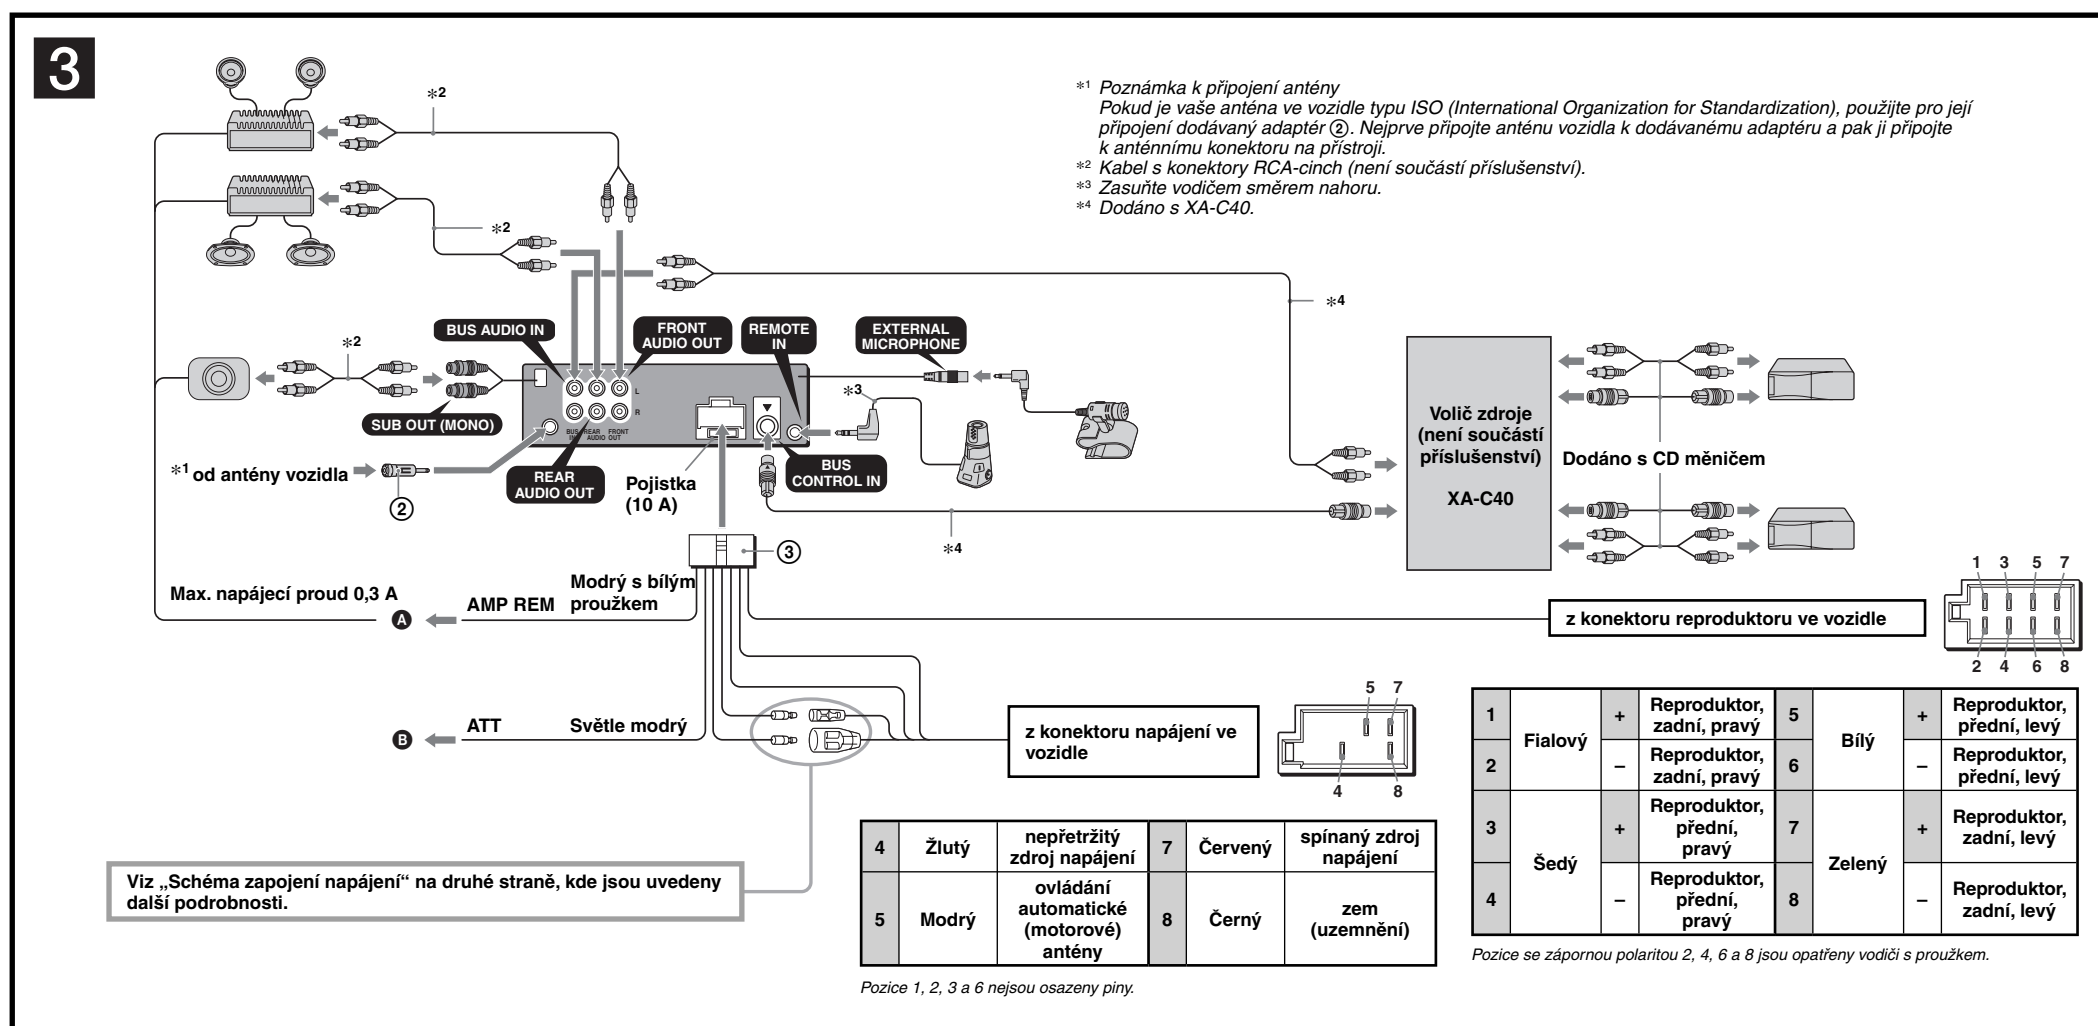 3
*1 Poznámka k připojení antény
Pokud je vaše anténa ve vozidle typu ISO (International Organization for Standardization), použijte pro její
připojení dodávaný adaptér ②. Nejprve připojte anténu vozidla k dodávanému adaptéru a pak ji připojte
k anténnímu konektoru na přístroji.
*2 Kabel s konektory RCA-cinch (není součástí příslušenství).
*3 Zasuňte vodičem směrem nahoru.
*4 Dodáno s XA-C40.
*2
*2
*4
BUS AUDIO IN
FRONT
AUDIO OUT
REMOTE
IN
EXTERNAL
MICROPHONE
*2
*3
L
R
SUB OUT (MONO)
BUS REAR FRONT
IN AUDIO OUT
*1 od antény vozidla
②
REAR
AUDIO OUT
Pojistka
(10 A)
BUS
CONTROL IN
*4
Volič zdroje
(není součástí
příslušenství)
XA-C40
Dodáno s CD měničem
③
Max. napájecí proud 0,3 A
A
AMP REM
Modrý s bílým
proužkem
z konektoru reproduktoru ve vozidle
1 3 5 7
2 4 6 8
B
ATT
Světle modrý
z konektoru napájení ve
vozidle
5 7
4 8
Viz „Schéma zapojení napájení“ na druhé straně, kde jsou uvedeny
další podrobnosti.
4 Žlutý nepřetržitý
zdroj napájení
7 Červený spínaný zdroj
napájení
5 Modrý ovládání
automatické
(motorové)
antény
8 Černý zem
(uzemnění)
Pozice 1, 2, 3 a 6 nejsou osazeny piny.
1 Fialový + Reproduktor,
zadní, pravý
5 Bílý + Reproduktor,
přední, levý
2 – Reproduktor,
zadní, pravý
6 – Reproduktor,
přední, levý
3 Šedý + Reproduktor,
přední,
pravý
7 Zelený + Reproduktor,
zadní, levý
4 – Reproduktor,
přední,
pravý
8 – Reproduktor,
zadní, levý
Pozice se zápornou polaritou 2, 4, 6 a 8 jsou opatřeny vodiči s proužkem.